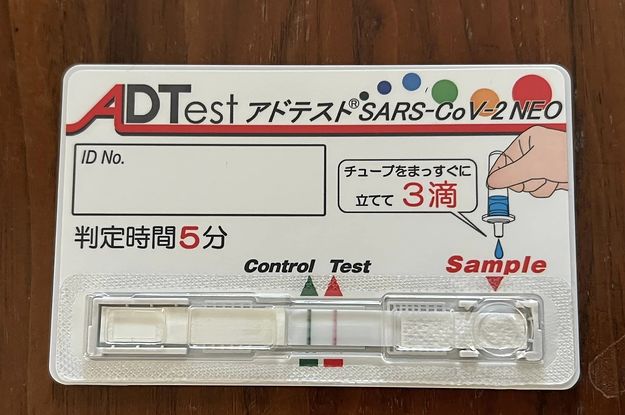 ADTest アドテスト® SARS-CoV-2 NEO
ID No.
チューブをまっすぐに
立てて 3滴
判定時間5分
Control Test
Sample